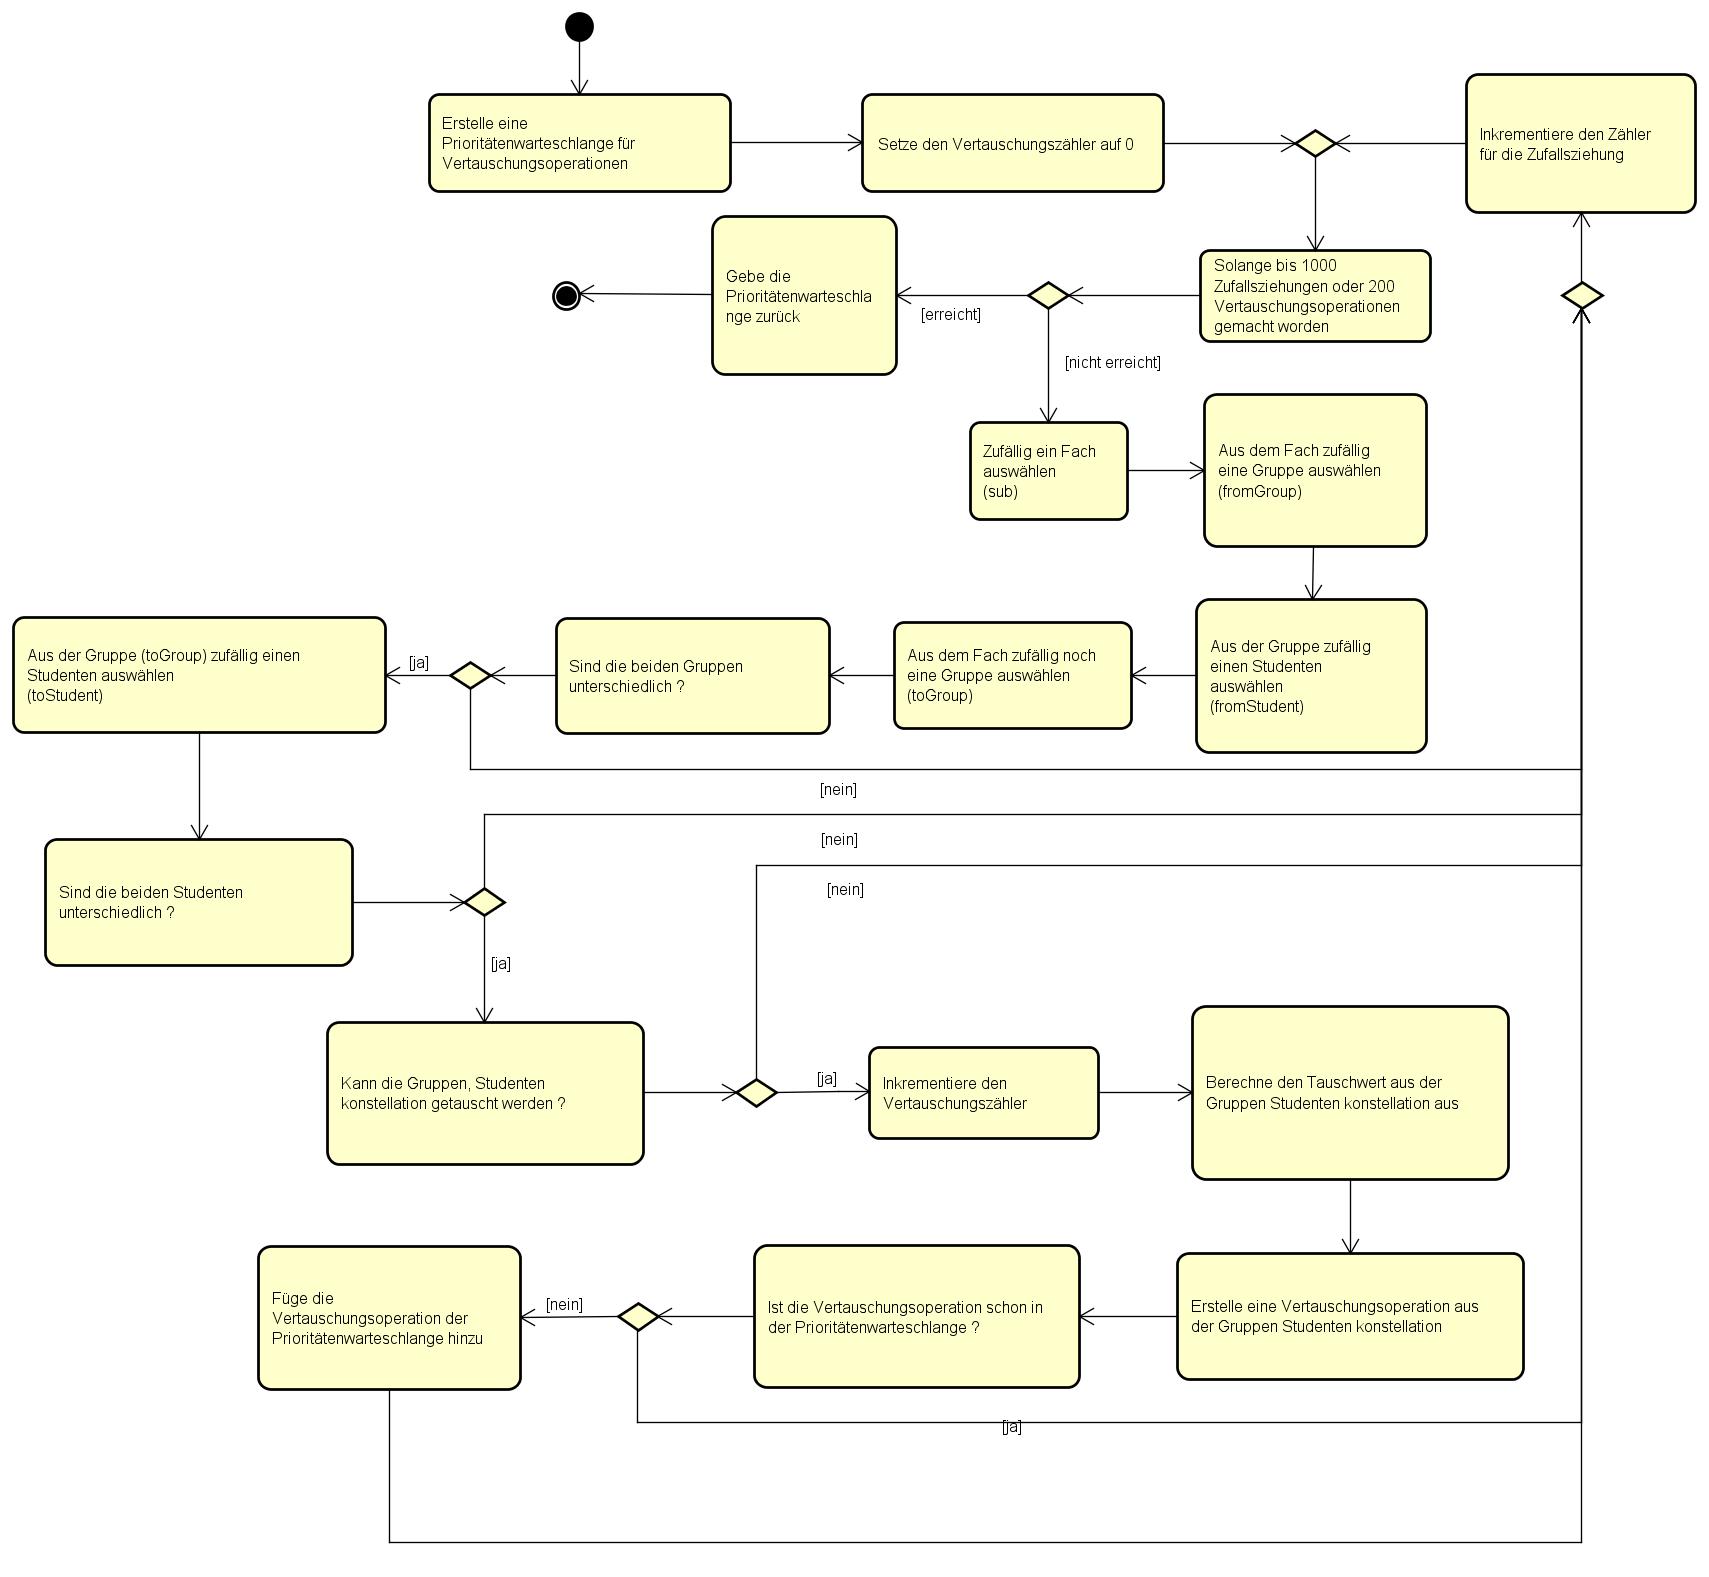 Erstelle eine
Prioritätenwarteschlange für
Vertauschungsoperationen
Setze den Vertauschungszähler auf 0
Inkrementiere den Zähler
für die Zufallsziehung
Gebe die
Prioritätenwarteschla
nge zurück
[erreicht]
Solange bis 1000
Zufallsziehungen oder 200
Vertauschungsoperationen
gemacht worden
[nicht erreicht]
Zufällig ein Fach
auswählen
(sub)
Aus dem Fach zufällig
eine Gruppe auswählen
(fromGroup)
Aus der Gruppe zufällig
einen Studenten
auswählen
(fromStudent)
Aus dem Fach zufällig noch
eine Gruppe auswählen
(toGroup)
Sind die beiden Gruppen
unterschiedlich ?
[ja]
Aus der Gruppe (toGroup) zufällig einen
Studenten auswählen
(toStudent)
[nein]
[nein]
[nein]
Sind die beiden Studenten
unterschiedlich ?
[ja]
Kann die Gruppen, Studenten
konstellation getauscht werden ?
[ja]
Inkrementiere den
Vertauschungszähler
Berechne den Tauschwert aus der
Gruppen Studenten konstellation aus
Erstelle eine Vertauschungsoperation aus
der Gruppen Studenten konstellation
Ist die Vertauschungsoperation schon in
der Prioritätenwarteschlange ?
[nein]
Füge die
Vertauschungsoperation der
Prioritätenwarteschlange hinzu
[ja]